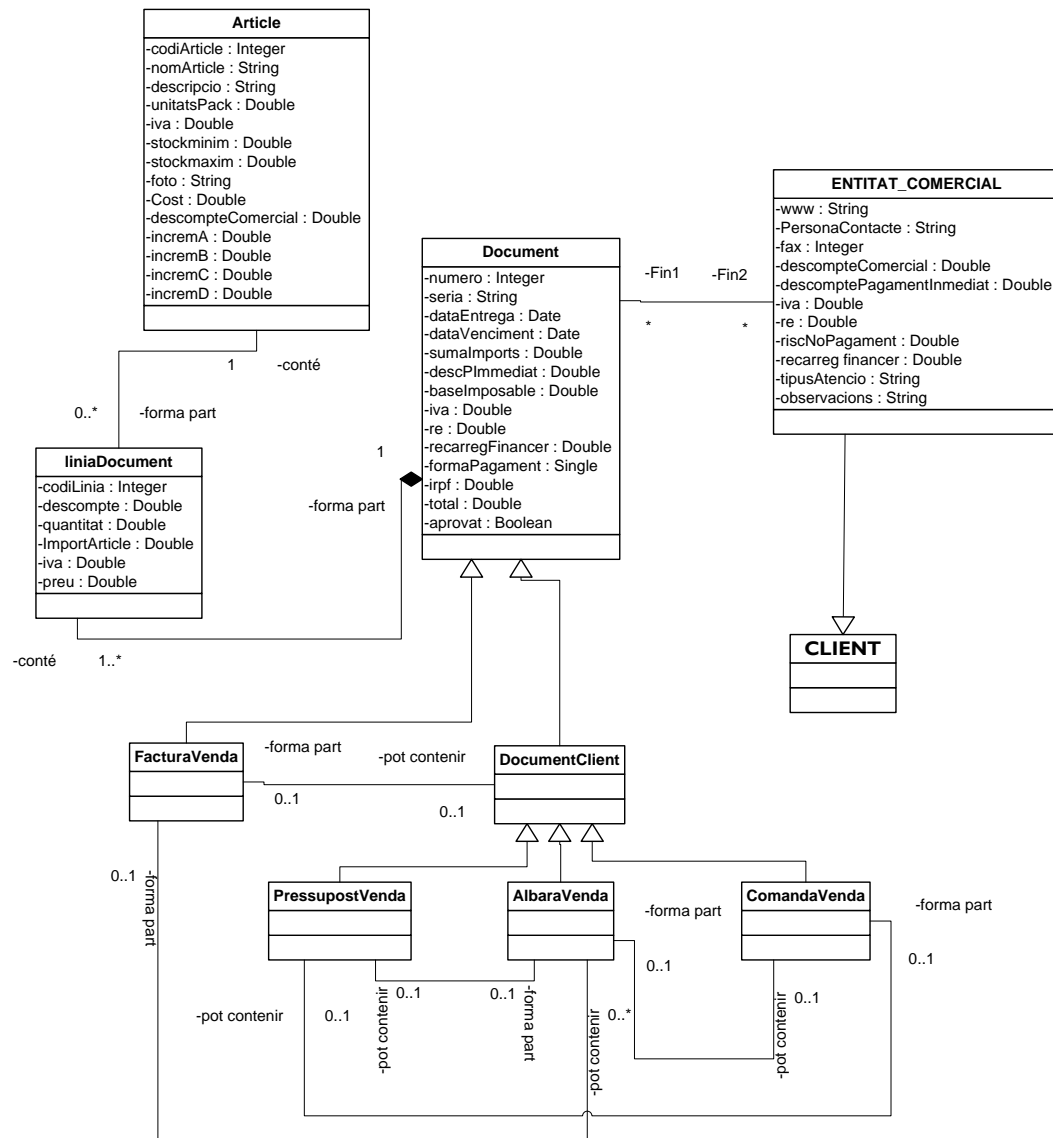 Article
-codiArticle : Integer
-nomArticle : String
-descripcio : String
-unitatsPack : Double
-iva : Double
-stockminim : Double
-stockmaxim : Double
-foto : String
-Cost : Double
-descompteComercial : Double
-incremA : Double
-incremB : Double
-incremC : Double
-incremD : Double
ENTITAT_COMERCIAL
-www : String
-PersonaContacte : String
-fax : Integer
-descompteComercial : Double
-descomptePagamentInmediat : Double
-iva : Double
-re : Double
-riscNoPagament : Double
-recarreg financer : Double
-tipusAtencio : String
-observacions : String
Document
-numero : Integer
-seria : String
-dataEntrega : Date
-dataVenciment : Date
-sumaImports : Double
-descPImmediat : Double
-baseImposable : Double
-iva : Double
-re : Double
-recarregFinancer : Double
-formaPagament : Single
-irpf : Double
-total : Double
-aprovat : Boolean
-Fin1
-Fin2
*
*
1
-conté
0..*
-forma part
liniaDocument
-codiLinia : Integer
-descompte : Double
-quantitat : Double
-ImportArticle : Double
-iva : Double
-preu : Double
1
-forma part
-conté
1..*
CLIENT
FacturaVenda
-forma part
-pot contenir
0..1
0..1
DocumentClient
0..1
-forma part
PressupostVenda
AlbaraVenda
ComandaVenda
-forma part
-forma part
0..1
0..1
-pot contenir
0..1
-pot contenir
0..1
0..1
-forma part
-pot contenir
0..*
-pot contenir
0..1